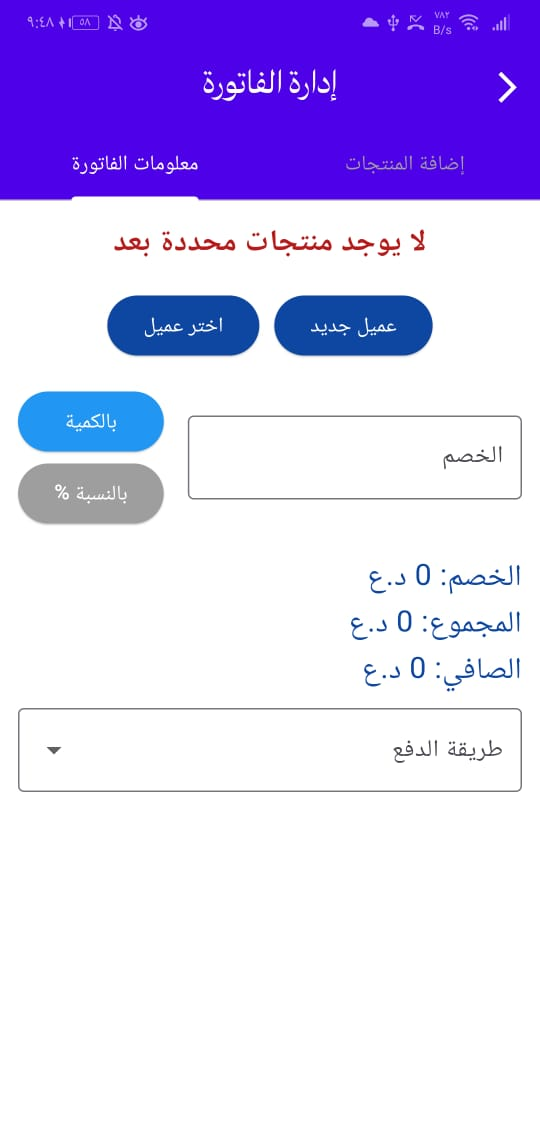 ٩:٤٨ ٥٨ ٧٨٢ B/s
إدارة الفاتورة
إضافة المنتجات معلومات الفاتورة
لا يوجد منتجات محددة بعد
عميل جديد اختر عميل
الخصم
بالكمية
بالنسبة %
الخصم: 0 د.ع
المجموع: 0 د.ع
الصافي: 0 د.ع
طريقة الدفع